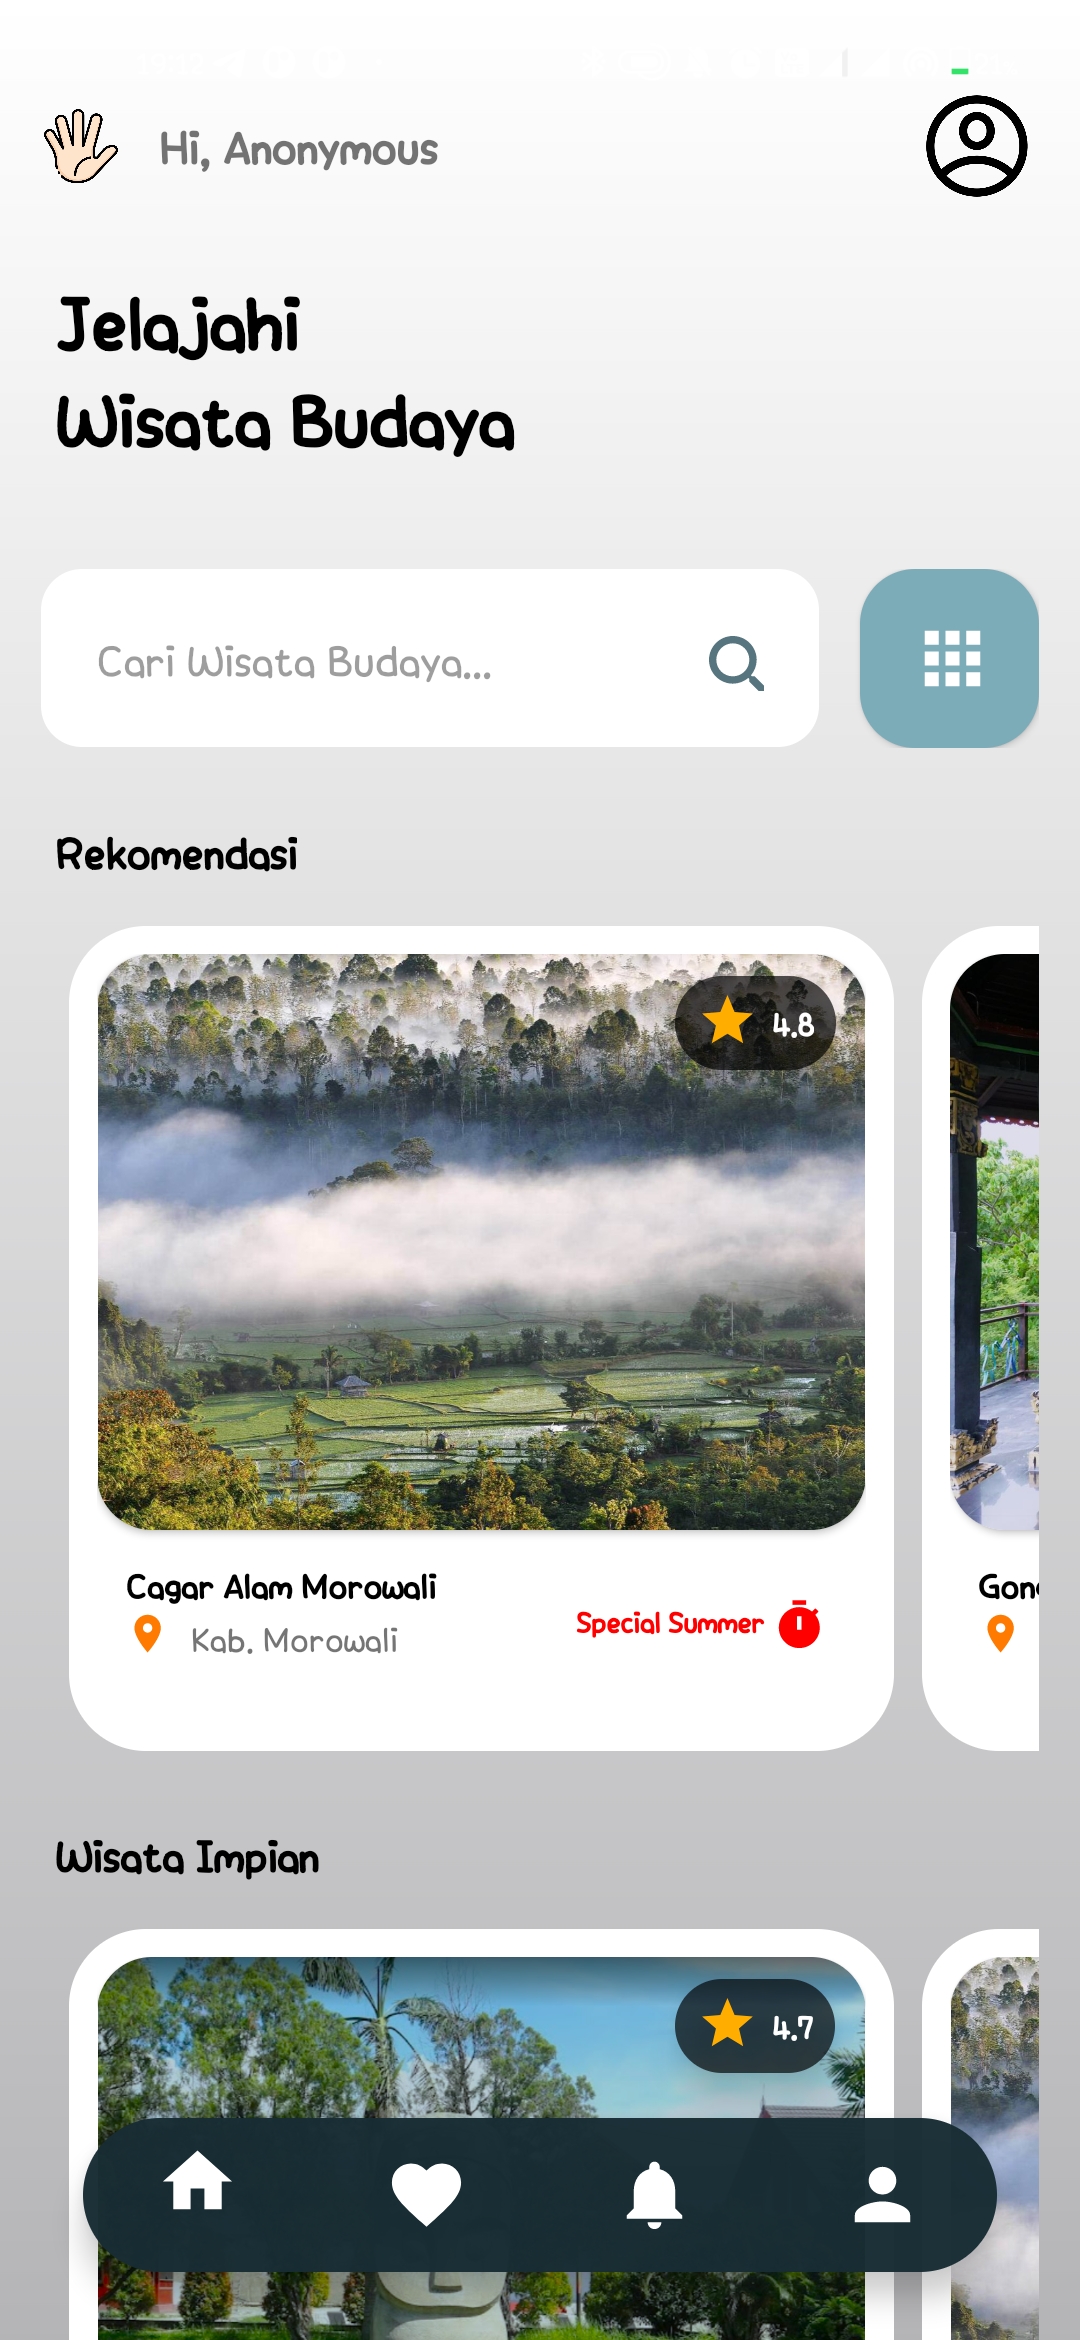 Hi, Anonymous
Jelajahi
Wisata Budaya
Cari Wisata Budaya...
Rekomendasi
4.8
Cagar Alam Morowali
Kab. Morowali
Special Summer
Wisata Impian
4.7